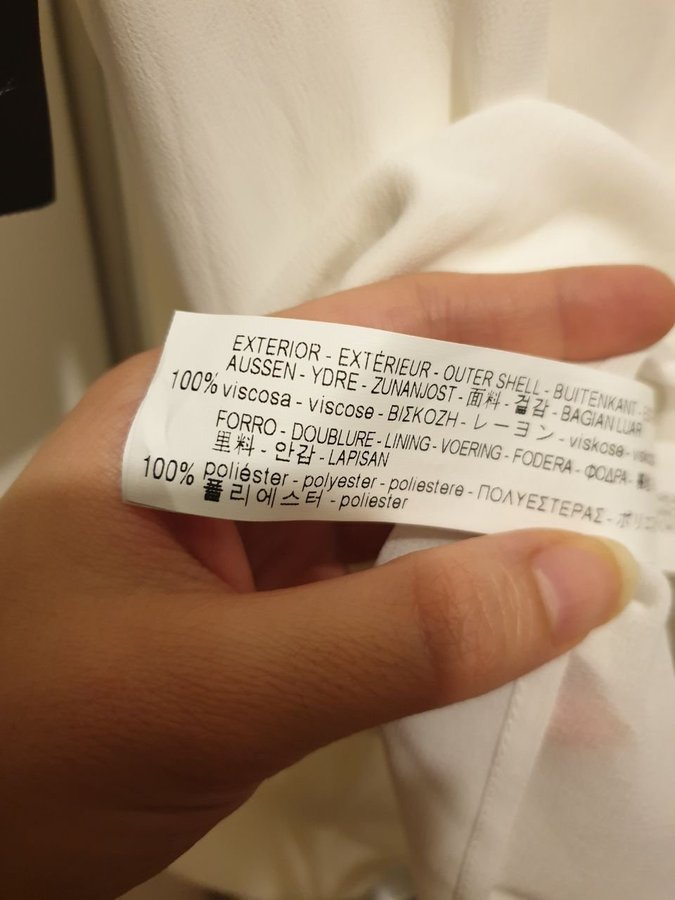 EXTERIOR - EXTÉRIEUR - OUTER SHELL - BUITENKANT -
AUSSEN - YDRE - ZUNANJOST - 面料 - 겉감 - BAGIAN LUAR
100% viscosa - viscose - ΒΙΣΚΟΖΗ - レーヨン - viskose -
FORRO - DOUBLURE - LINING - VOERING - FODERA - ΦΟΔΡΑ -
里料 - 안감 - LAPISAN
100% poliéster - polyester - poliestere - ΠΟΛΥΕΣΤΕΡΑΣ -
폴리에스터 - poliester